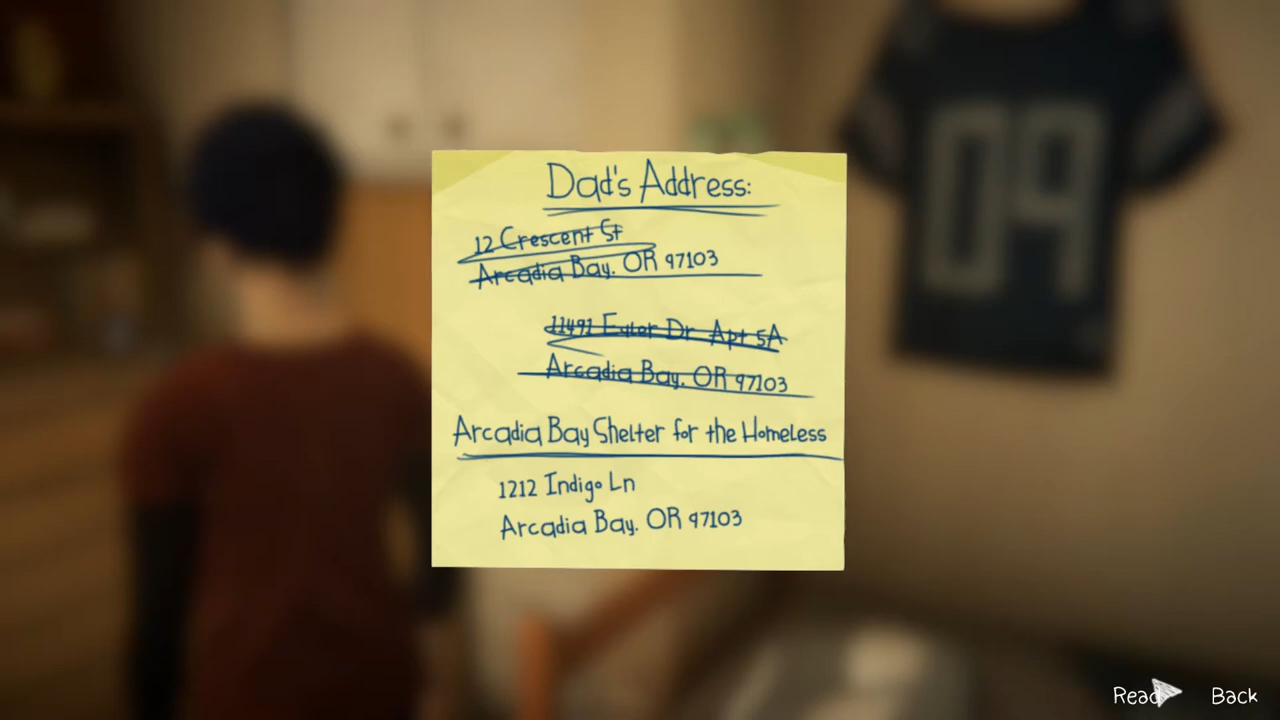 Dad's Address:
12 Crescent St
Arcadia Bay. OR 97103
11491 Dr Apt 5A
Arcadia Bay. OR 97103
Arcadia Bay Shelter for the Homeless
1212 Indigo Ln
Arcadia Bay. OR 97103
09
Read Back